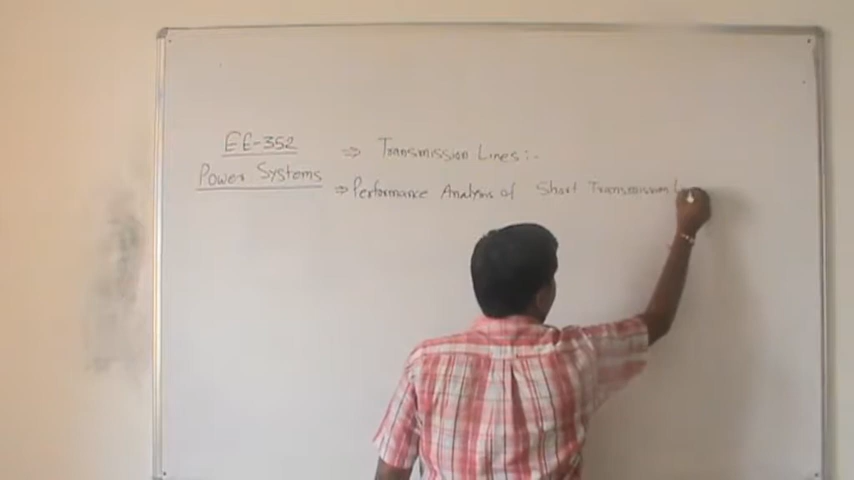 EE-352
Power Systems
⇒ Transmission Lines:-
⇒ Performance Analysis of Short Transmission